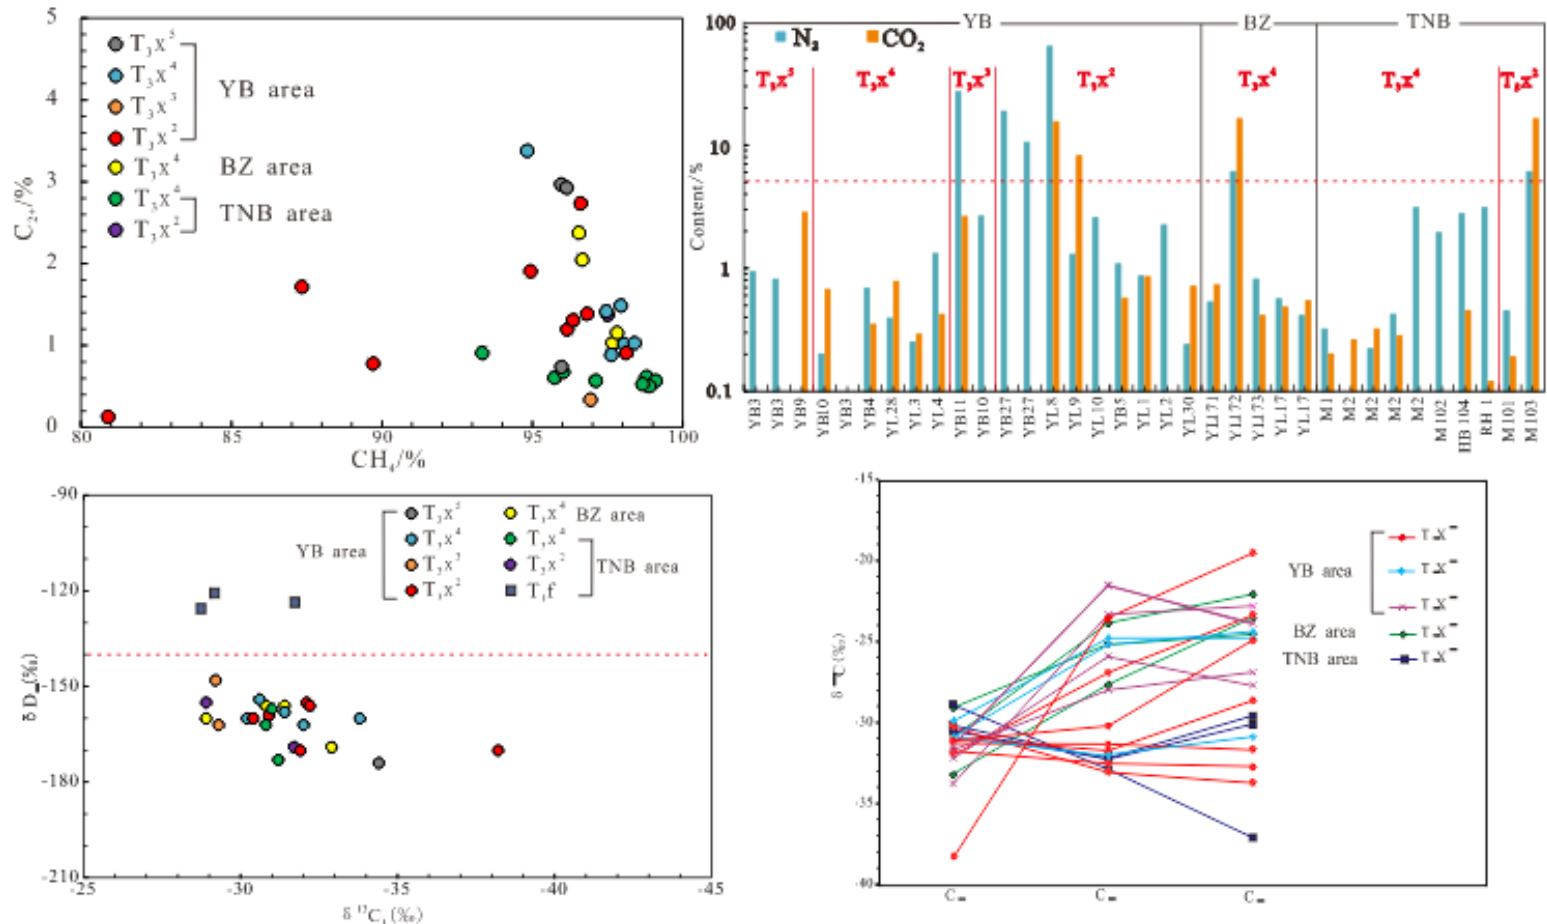 5
4
3
2
1
0
C₂₊/%
T₃x⁵
T₃x⁴
T₃x³
T₃x²
T₃x⁴
T₃x⁴
T₃x²
YB area
BZ area
TNB area
80
85
90
95
100
CH₄/%
YB
BZ
TNB
100
10
1
0.1
Content/%
N₂
CO₂
T₃x⁵
T₃x⁴
T₃x³
T₃x²
T₃x⁴
T₃x⁴
T₃x²
YB3
YB3
YB9
YB10
YB3
YB4
YL28
YL3
YL4
YB11
YB10
YB27
YB27
YL8
YL9
YL10
YB5
YL1
YL2
YL30
YL171
YL172
YL173
YL17
YL17
M1
M2
M2
M2
M2
M102
HB104
RH1
M101
M103
-90
-120
-150
-180
-210
YB area
T₃x⁵
T₃x⁴
T₃x³
T₃x²
T₃x⁴ BZ area
T₃x⁴
T₃x²
T₁f
TNB area
-25
-30
-35
-40
-45
δ¹³C₁(‰)
-15
-20
-25
-30
-35
-40
YB area
BZ area
TNB area